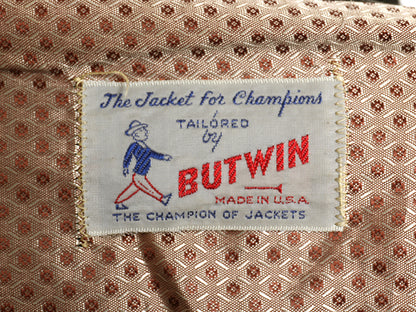 The Jacket for Champions
TAILORED
by
BUTWIN
MADE IN U.S.A
THE CHAMPION OF JACKETS